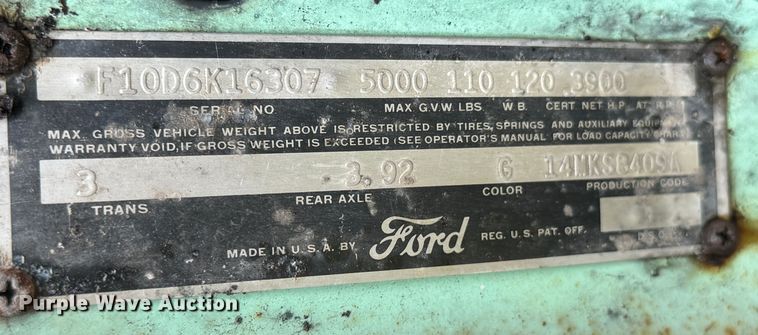 F10D6K16307 5000 110 120 3900
SERIAL NO MAX. G.V.W. LBS W.B. CERT NET H.P. AT R.P.M.
MAX. GROSS VEHICLE WEIGHT ABOVE IS RESTRICTED BY TIRES, SPRINGS AND AUXILIARY EQUIPMENT
WARRANTY VOID, IF GROSS WEIGHT IS EXCEEDED (SEE OPERATOR'S MANUAL FOR LOAD CAPACITY CHART)
3 3.92 G
TRANS REAR AXLE COLOR PRODUCTION CODE
MADE IN U.S.A. BY Ford REG. U.S. PAT. OFF.
Purple Wave Auction